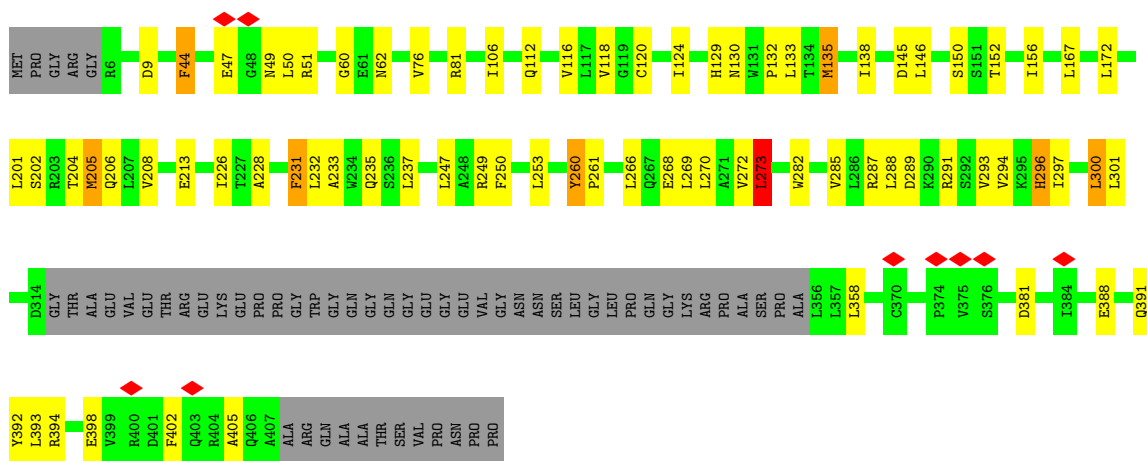 MET PRO GLY ARG GLY R6 D9 F44 E47 G48 N49 L50 R51 G60 E61 N62 V76 R81 I106 Q112 V116 L117 V118 G119 C120 I124 H129 N130 W131 P132 L133 T134 M135 I138 D145 L146 S150 S151 T152 I156 L167 L172
L201 S202 R203 T204 M205 Q206 L207 V208 E213 I226 T227 A228 F231 L232 A233 W234 Q235 S236 L237 L247 A248 R249 F250 L253 Y260 P261 L266 Q267 E268 L269 L270 A271 V272 L273 W282 V285 L286 R287 L288 D289 K290 R291 S292 V293 V294 K295 H296 I297 L300 L301
D314 GLY THR ALA GLU VAL GLU THR ARG GLU LYS GLU PRO PRO GLY TRP GLY GLN GLY GLN GLY GLU GLY GLU VAL GLY ASN ASN SER LEU GLY LEU PRO GLN GLY LYS ARG PRO ALA SER PRO ALA L356 L357 L358 C370 P374 V375 S376 D381 I384 E388 Q391
Y392 L393 R394 E398 V399 R400 D401 F402 Q403 R404 A405 Q406 A407 ALA ARG GLN ALA ALA THR SER VAL PRO ASN PRO PRO